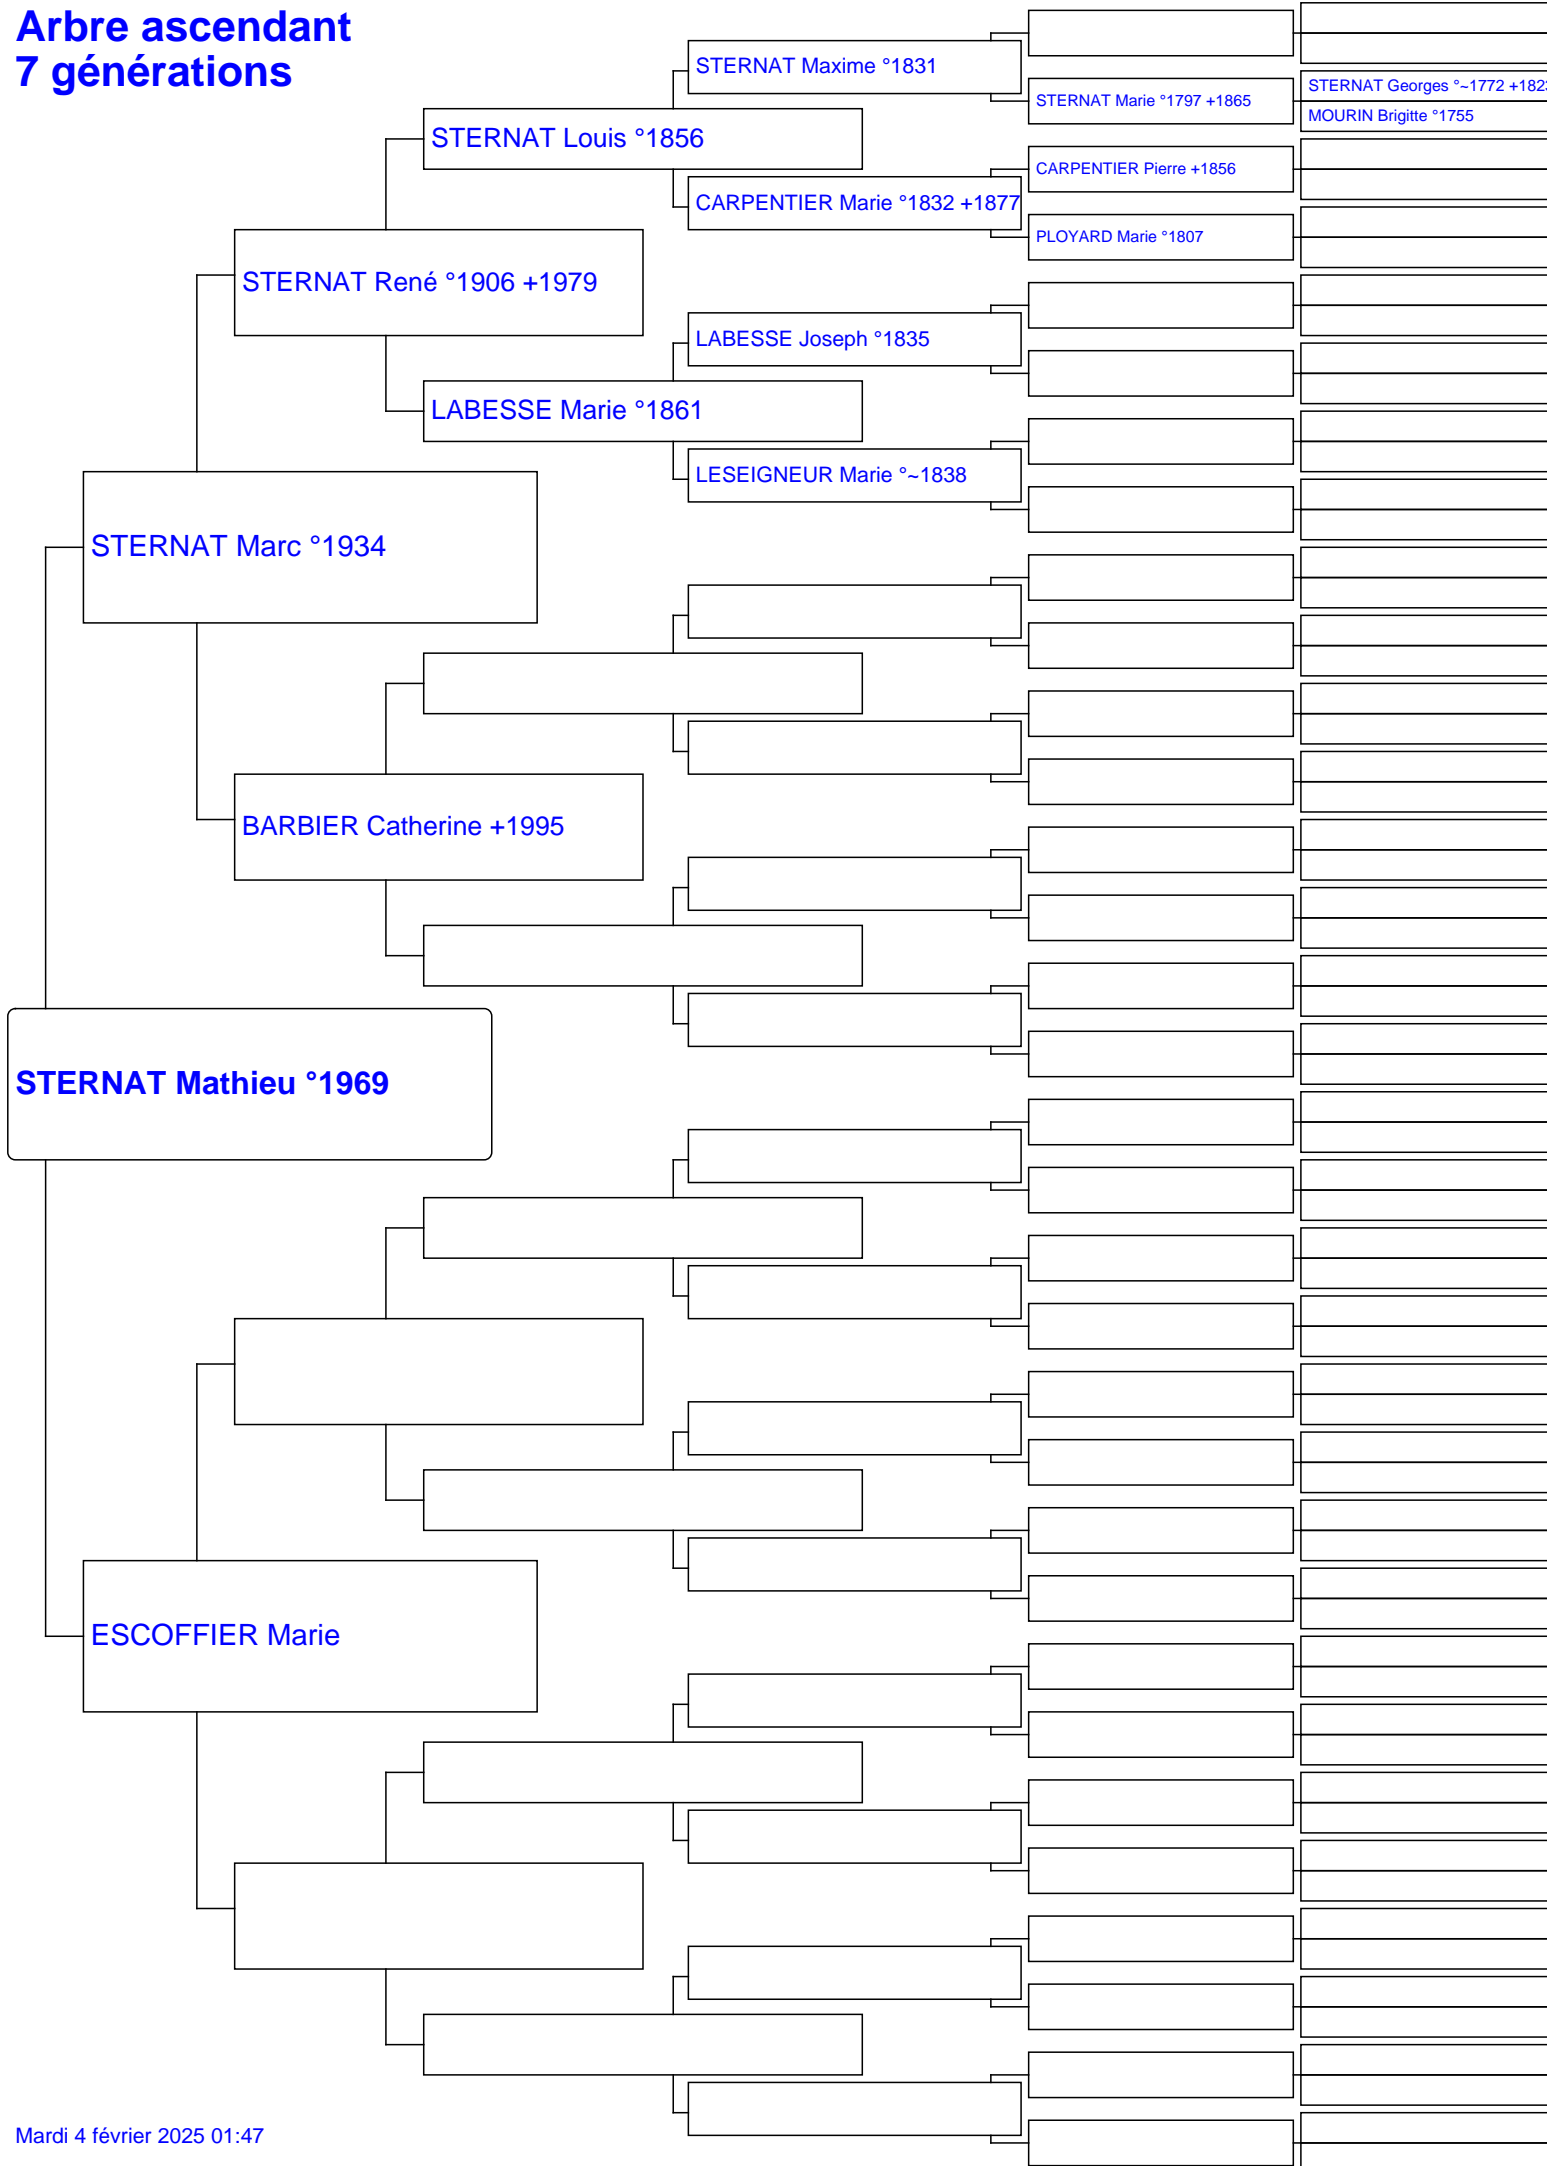 Arbre ascendant
7 générations
STERNAT Mathieu °1969
STERNAT Marc °1934
ESCOFFIER Marie
STERNAT René °1906 +1979
BARBIER Catherine +1995
STERNAT Louis °1856
LABESSE Marie °1861
STERNAT Maxime °1831
CARPENTIER Marie °1832 +1877
LABESSE Joseph °1835
LESEIGNEUR Marie °~1838
STERNAT Marie °1797 +1865
CARPENTIER Pierre +1856
PLOYARD Marie °1807
STERNAT Georges °~1772 +1823
MOURIN Brigitte °1755
Mardi 4 février 2025 01:47